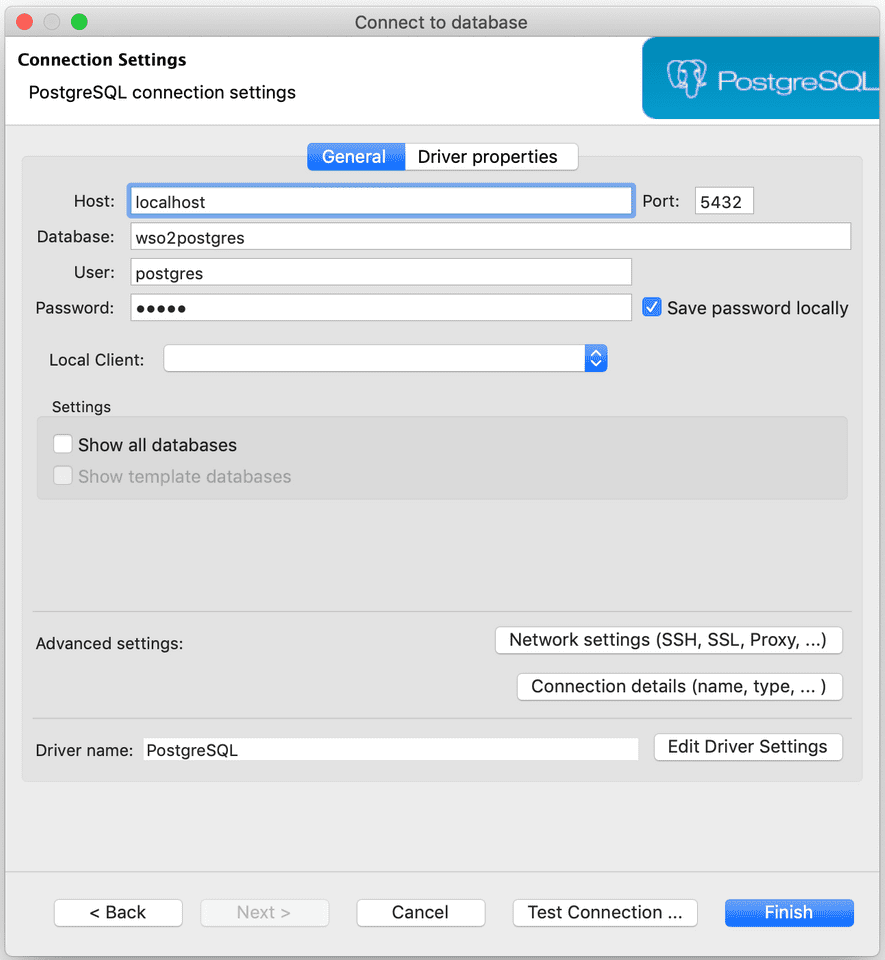 Connect to database
Connection Settings
PostgreSQL connection settings
PostgreSQL
General Driver properties
Host: localhost Port: 5432
Database: wso2postgres
User: postgres
Password: ••••• Save password locally
Local Client:
Settings
Show all databases
Show template databases
Advanced settings: Network settings (SSH, SSL, Proxy, ...)
Connection details (name, type, ... )
Driver name: PostgreSQL Edit Driver Settings
< Back Next > Cancel Test Connection ... Finish